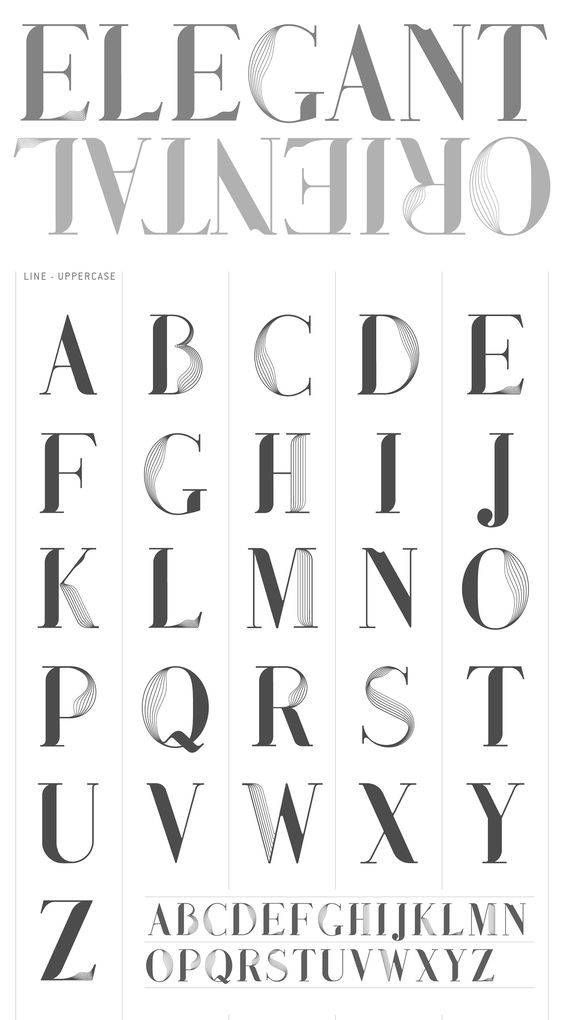 ELEGANT
ORIENTAL
LINE - UPPERCASE
A B C D E
F G H I J
K L M N O
P Q R S T
U V W X Y
Z
ABCDEFGHIJKLMN
OPQRSTUVWXYZ